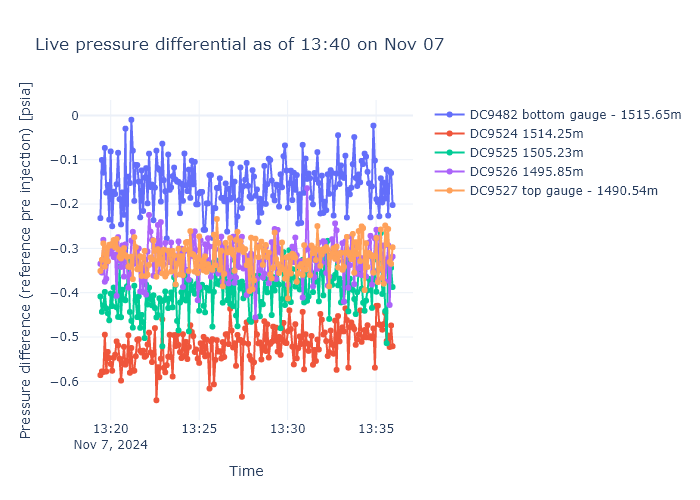 Live pressure differential as of 13:40 on Nov 07
Pressure difference (reference pre injection) [psia]
0
−0.1
−0.2
−0.3
−0.4
−0.5
−0.6
13:20
13:25
13:30
13:35
Nov 7, 2024
Time
DC9482 bottom gauge - 1515.65m
DC9524 1514.25m
DC9525 1505.23m
DC9526 1495.85m
DC9527 top gauge - 1490.54m